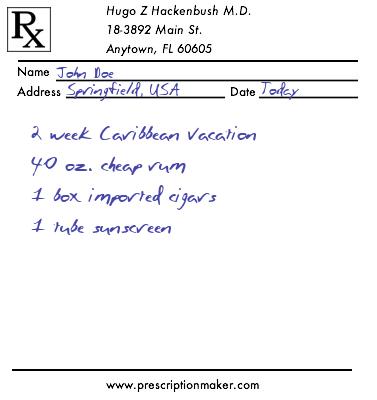 Rx
Hugo Z Hackenbush M.D.
18-3892 Main St.
Anytown, FL 60605
Name John Doe
Address Springfield, USA Date Today
2 week Caribbean Vacation
40 oz. cheap rum
1 box imported cigars
1 tube sunscreen
www.prescriptionmaker.com